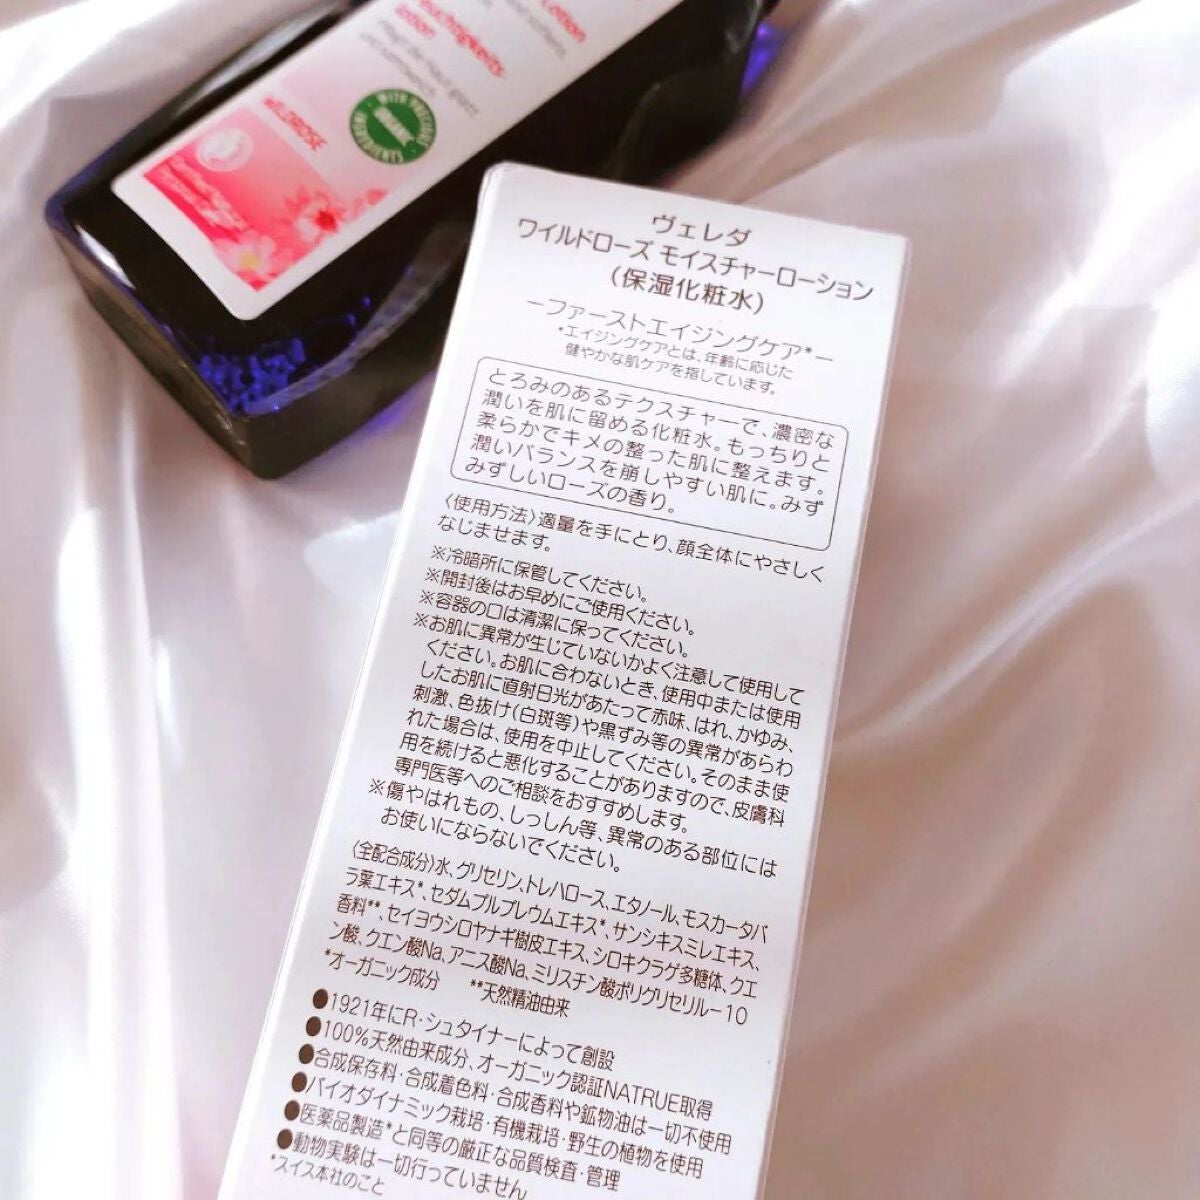 Lotion
Feuchtigkeits-
lotion
WILDROSE
WITH PRECIOUS
ORGANIC
INGREDIENTS
ヴェレダ
ワイルドローズ モイスチャーローション
(保湿化粧水)
ーファーストエイジングケア*ー
*エイジングケアとは、年齢に応じた
健やかな肌ケアを指しています。
とろみのあるテクスチャーで、濃密な
潤いを肌に留める化粧水。もっちりと
柔らかでキメの整った肌に整えます。
潤いバランスを崩しやすい肌に。みず
みずしいローズの香り。
〈使用方法〉適量を手にとり、顔全体にやさしく
なじませます。
※冷暗所に保管してください。
※開封後はお早めにご使用ください。
※容器の口は清潔に保ってください。
※お肌に異常が生じていないかよく注意して使用して
ください。お肌に合わないとき、使用中または使用
したお肌に直射日光があたって赤味、はれ、かゆみ、
刺激、色抜け(白斑等)や黒ずみ等の異常があらわ
れた場合は、使用を中止してください。そのまま使
用を続けると悪化することがありますので、皮膚科
専門医等へのご相談をおすすめします。
※傷やはれもの、しっしん等、異常のある部位には
お使いにならないでください。
〈全配合成分〉水、グリセリン、トレハロース、エタノール、モスカータバ
ラ葉エキス*、セダムプルプレウムエキス*、サンシキスミレエキス、
香料**、セイヨウシロヤナギ樹皮エキス、シロキクラゲ多糖体、クエ
ン酸、クエン酸Na、アニス酸Na、ミリスチン酸ポリグリセリルー10
*オーガニック成分 **天然精油由来
●1921年にR・シュタイナーによって創設
●100%天然由来成分、オーガニック認証NATRUE取得
●合成保存料・合成着色料・合成香料や鉱物油は一切不使用
●バイオダイナミック栽培・有機栽培・野生の植物を使用
●医薬品製造*と同等の厳正な品質検査・管理
●動物実験は一切行っていません
*スイス本社のこと